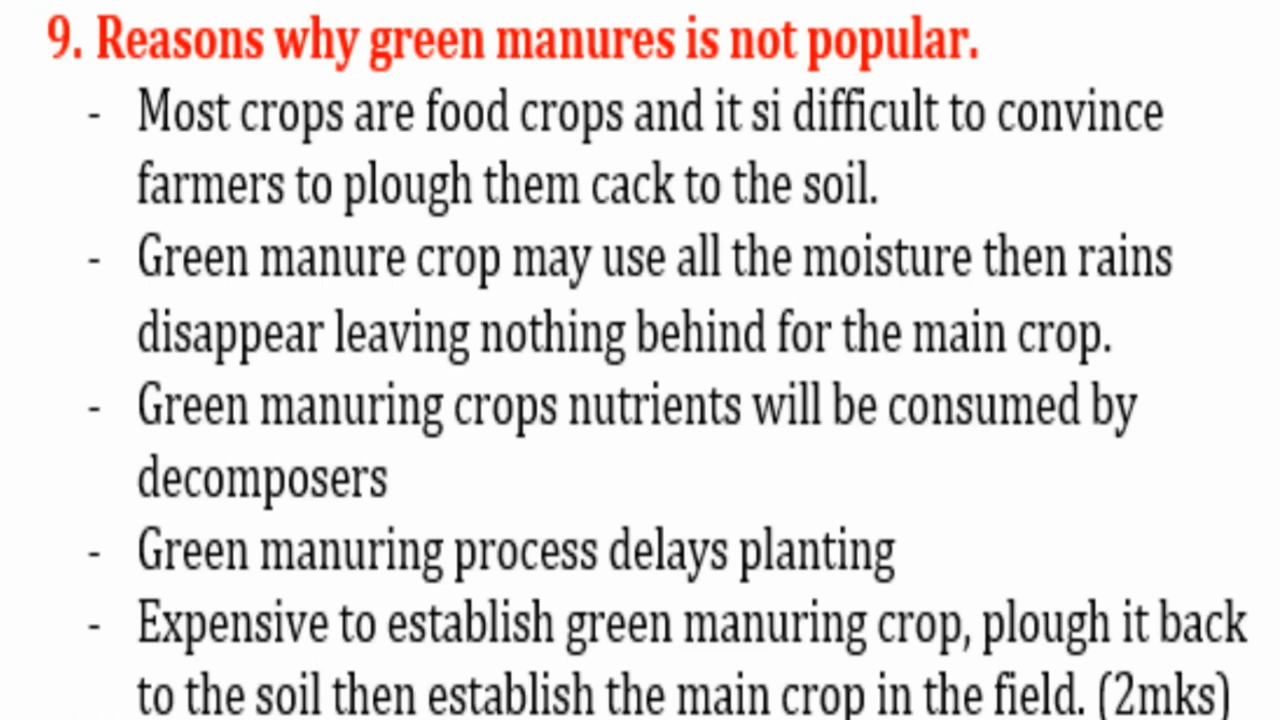 9. Reasons why green manures is not popular.
- Most crops are food crops and it si difficult to convince
farmers to plough them cack to the soil.
- Green manure crop may use all the moisture then rains
disappear leaving nothing behind for the main crop.
- Green manuring crops nutrients will be consumed by
decomposers
- Green manuring process delays planting
- Expensive to establish green manuring crop, plough it back
to the soil then establish the main crop in the field. (2mks)